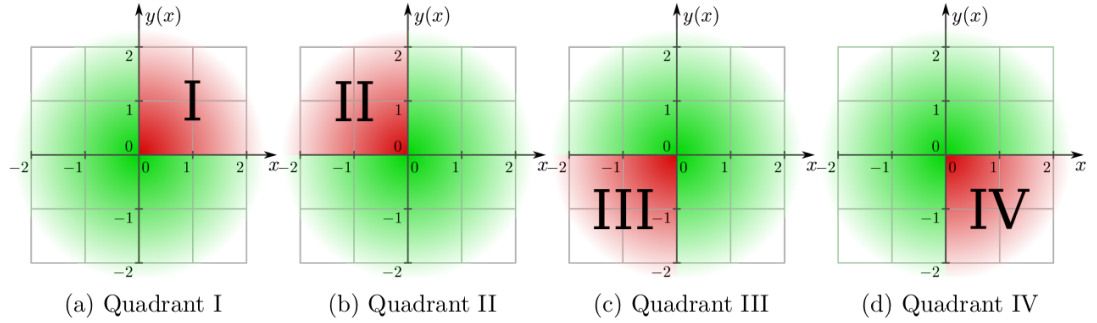 y(x)
2
I
1
0
−2 −1 0 1 2 x
−1
−2
(a) Quadrant I
y(x)
2
II
1
0
−2 −1 0 1 2 x
−1
−2
(b) Quadrant II
y(x)
2
1
0
−2 −1 0 1 2 x
III
−1
−2
(c) Quadrant III
y(x)
2
1
0
−2 −1 0 1 2 x
IV
−1
−2
(d) Quadrant IV